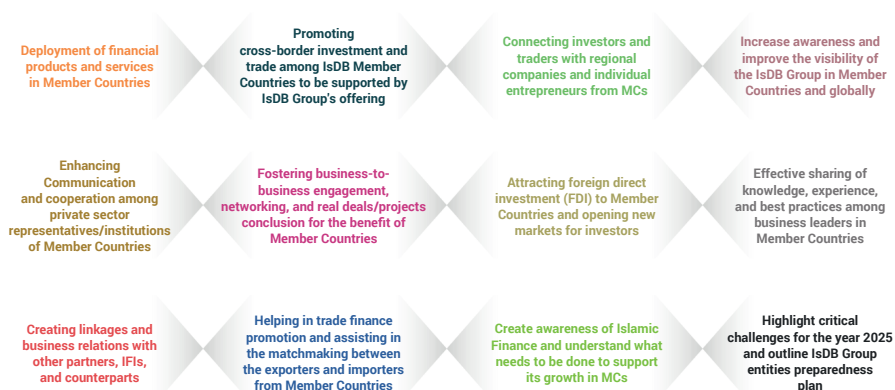 Deployment of financial
products and services
in Member Countries
Promoting
cross-border investment and
trade among IsDB Member
Countries to be supported by
IsDB Group's offering
Connecting investors and
traders with regional
companies and individual
entrepreneurs from MCs
Increase awareness and
improve the visibility of
the IsDB Group in Member
Countries and globally
Enhancing
Communication
and cooperation among
private sector
representatives/institutions
of Member Countries
Fostering business-to-
business engagement,
networking, and real deals/projects
conclusion for the benefit of
Member Countries
Attracting foreign direct
investment (FDI) to Member
Countries and opening new
markets for investors
Effective sharing of
knowledge, experience,
and best practices among
business leaders in
Member Countries
Creating linkages and
business relations with
other partners, IFIs,
and counterparts
Helping in trade finance
promotion and assisting in
the matchmaking between
the exporters and importers
from Member Countries
Create awareness of Islamic
Finance and understand what
needs to be done to support
its growth in MCs
Highlight critical
challenges for the year 2025
and outline IsDB Group
entities preparedness
plan